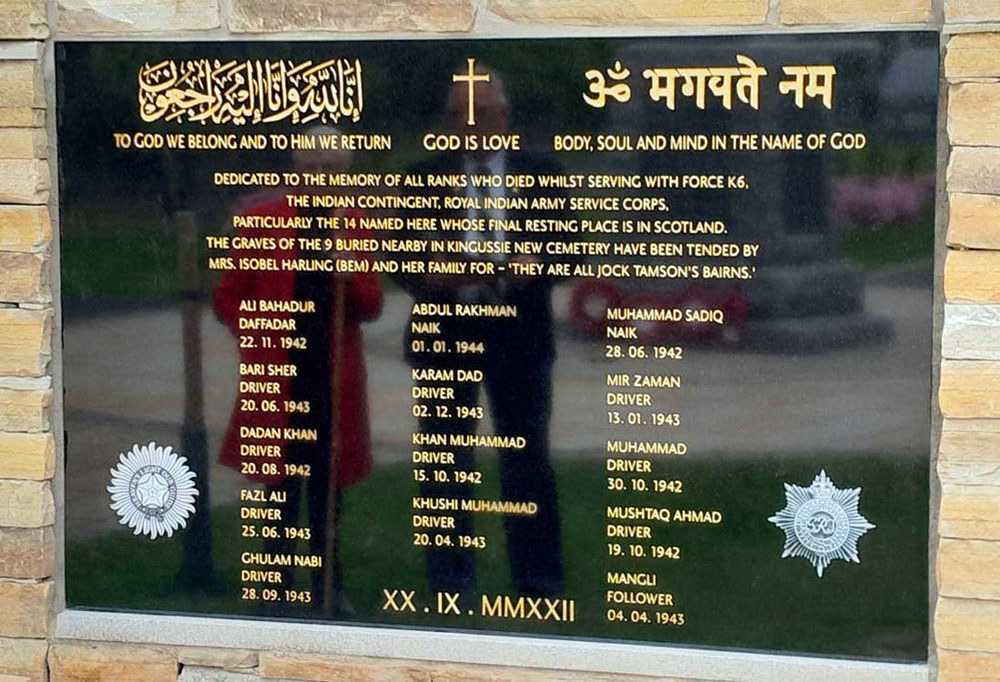 إِنَّا لِلَّهِ وَإِنَّا إِلَيْهِ رَاجِعُونَ
TO GOD WE BELONG AND TO HIM WE RETURN
GOD IS LOVE
ॐ भगवते नम
BODY, SOUL AND MIND IN THE NAME OF GOD
DEDICATED TO THE MEMORY OF ALL RANKS WHO DIED WHILST SERVING WITH FORCE K6,
THE INDIAN CONTINGENT, ROYAL INDIAN ARMY SERVICE CORPS,
PARTICULARLY THE 14 NAMED HERE WHOSE FINAL RESTING PLACE IS IN SCOTLAND.
THE GRAVES OF THE 9 BURIED NEARBY IN KINGUSSIE NEW CEMETERY HAVE BEEN TENDED BY
MRS. ISOBEL HARLING (BEM) AND HER FAMILY FOR – 'THEY ARE ALL JOCK TAMSON'S BAIRNS.'
ALI BAHADUR
DAFFADAR
22. 11. 1942
BARI SHER
DRIVER
20. 06. 1943
DADAN KHAN
DRIVER
20. 08. 1942
FAZL ALI
DRIVER
25. 06. 1943
GHULAM NABI
DRIVER
28. 09. 1943
ABDUL RAKHMAN
NAIK
01. 01. 1944
KARAM DAD
DRIVER
02. 12. 1943
KHAN MUHAMMAD
DRIVER
15. 10. 1942
KHUSHI MUHAMMAD
DRIVER
20. 04. 1943
MUHAMMAD SADIQ
NAIK
28. 06. 1942
MIR ZAMAN
DRIVER
13. 01. 1943
MUHAMMAD
DRIVER
30. 10. 1942
MUSHTAQ AHMAD
DRIVER
19. 10. 1942
MANGLI
FOLLOWER
04. 04. 1943
XX . IX . MMXXII